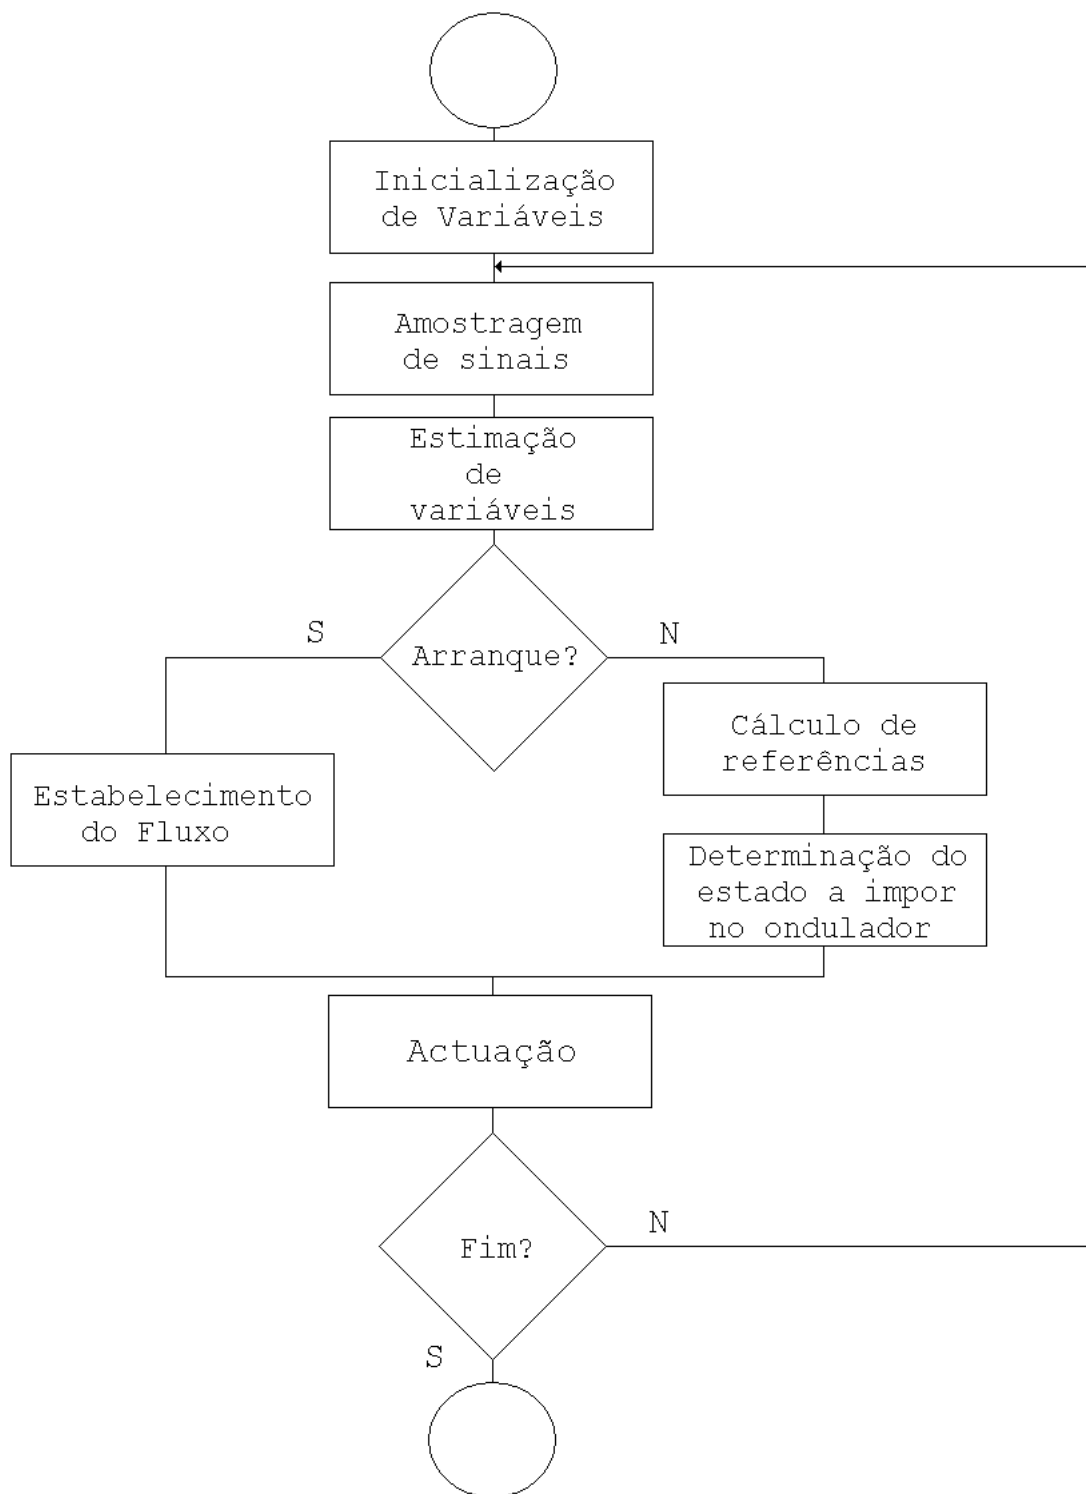 Inicialização
de Variáveis
Amostragem
de sinais
Estimação
de
variáveis
S
N
Arranque?
Cálculo de
referências
Estabelecimento
do Fluxo
Determinação do
estado a impor
no ondulador
Actuação
N
Fim?
S